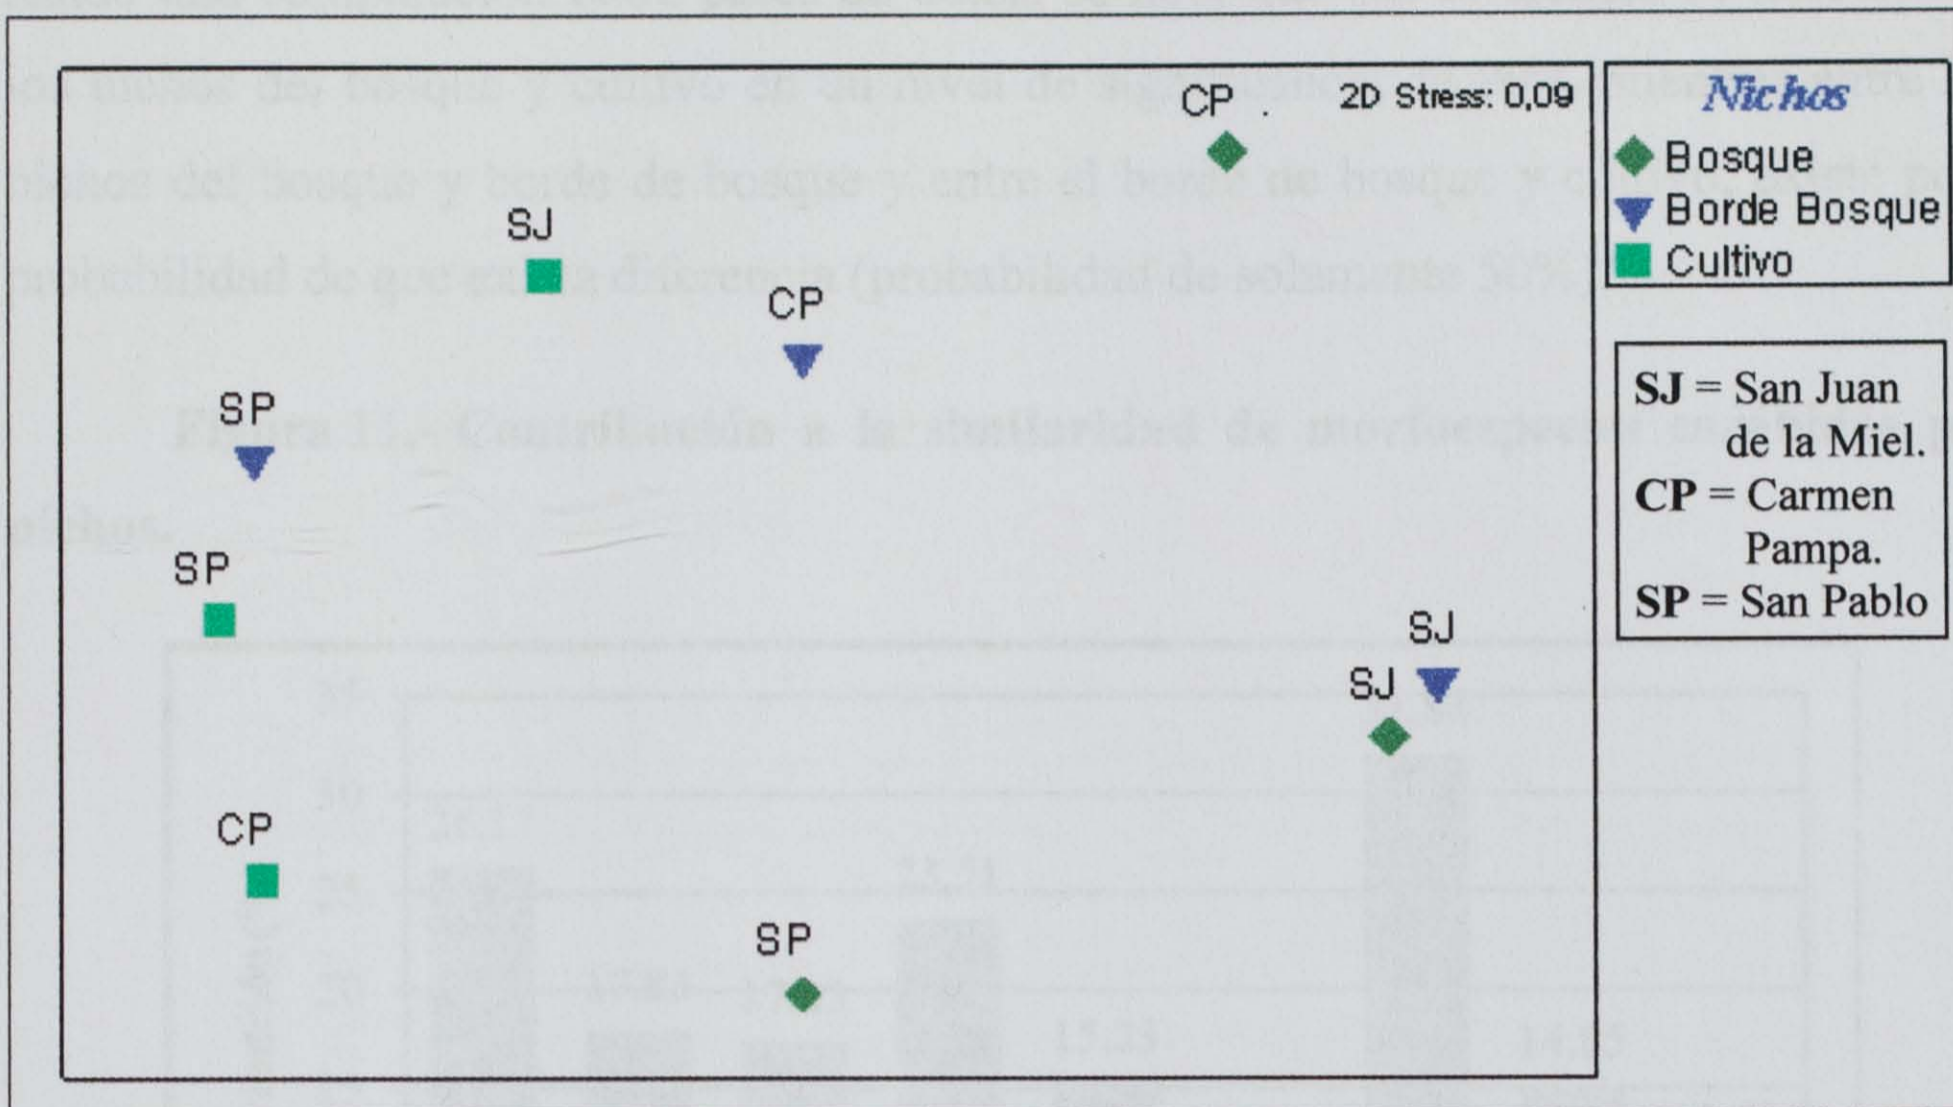 CP
2D Stress: 0,09
SJ
CP
SP
SP
SJ
SJ
CP
SP
Nichos
Bosque
Borde Bosque
Cultivo
SJ = San Juan
de la Miel.
CP = Carmen
Pampa.
SP = San Pablo